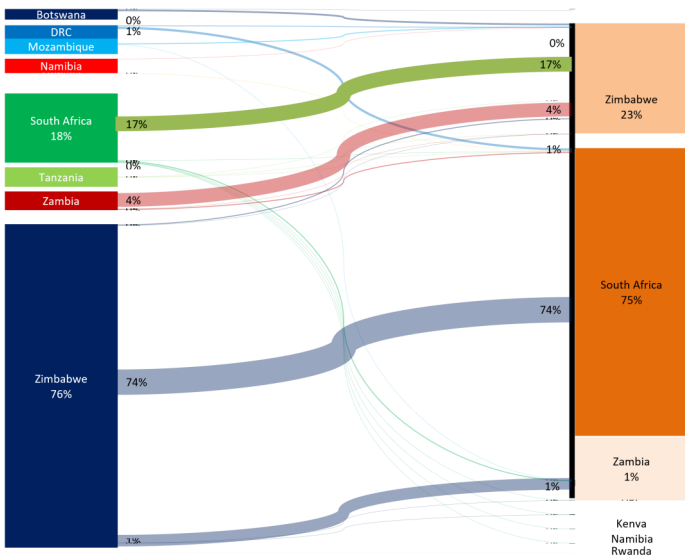 Botswana
0%
DRC
1%
Mozambique
Namibia
South Africa
18%
17%
0%
Tanzania
Zambia
4%
Zimbabwe
76%
74%
0%
17%
4%
1%
74%
1%
Zimbabwe
23%
South Africa
75%
Zambia
1%
Kenya
Namibia
Rwanda